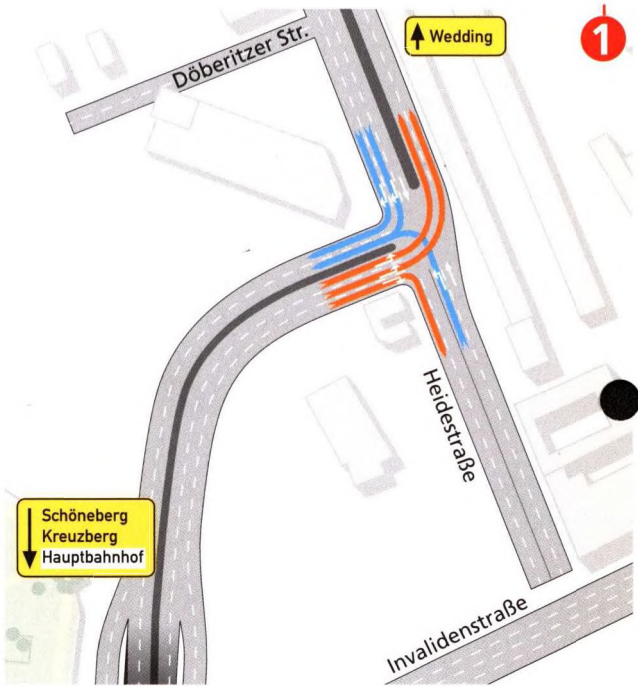 Döberitzer Str.
Wedding
1
Heidestraße
Schöneberg
Kreuzberg
Hauptbahnhof
Invalidenstraße